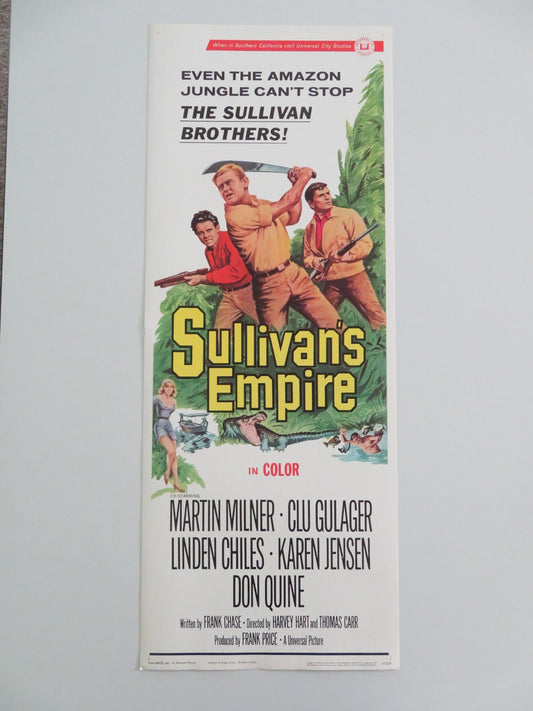 When in Southern California visit Universal City Studios
EVEN THE AMAZON
JUNGLE CAN'T STOP
THE SULLIVAN
BROTHERS!
Sullivan's
Empire
IN COLOR
CO-STARRING
MARTIN MILNER · CLU GULAGER
LINDEN CHILES · KAREN JENSEN
DON QUINE
Written by FRANK CHASE · Directed by HARVEY HART and THOMAS CARR
Produced by FRANK PRICE · A Universal Picture